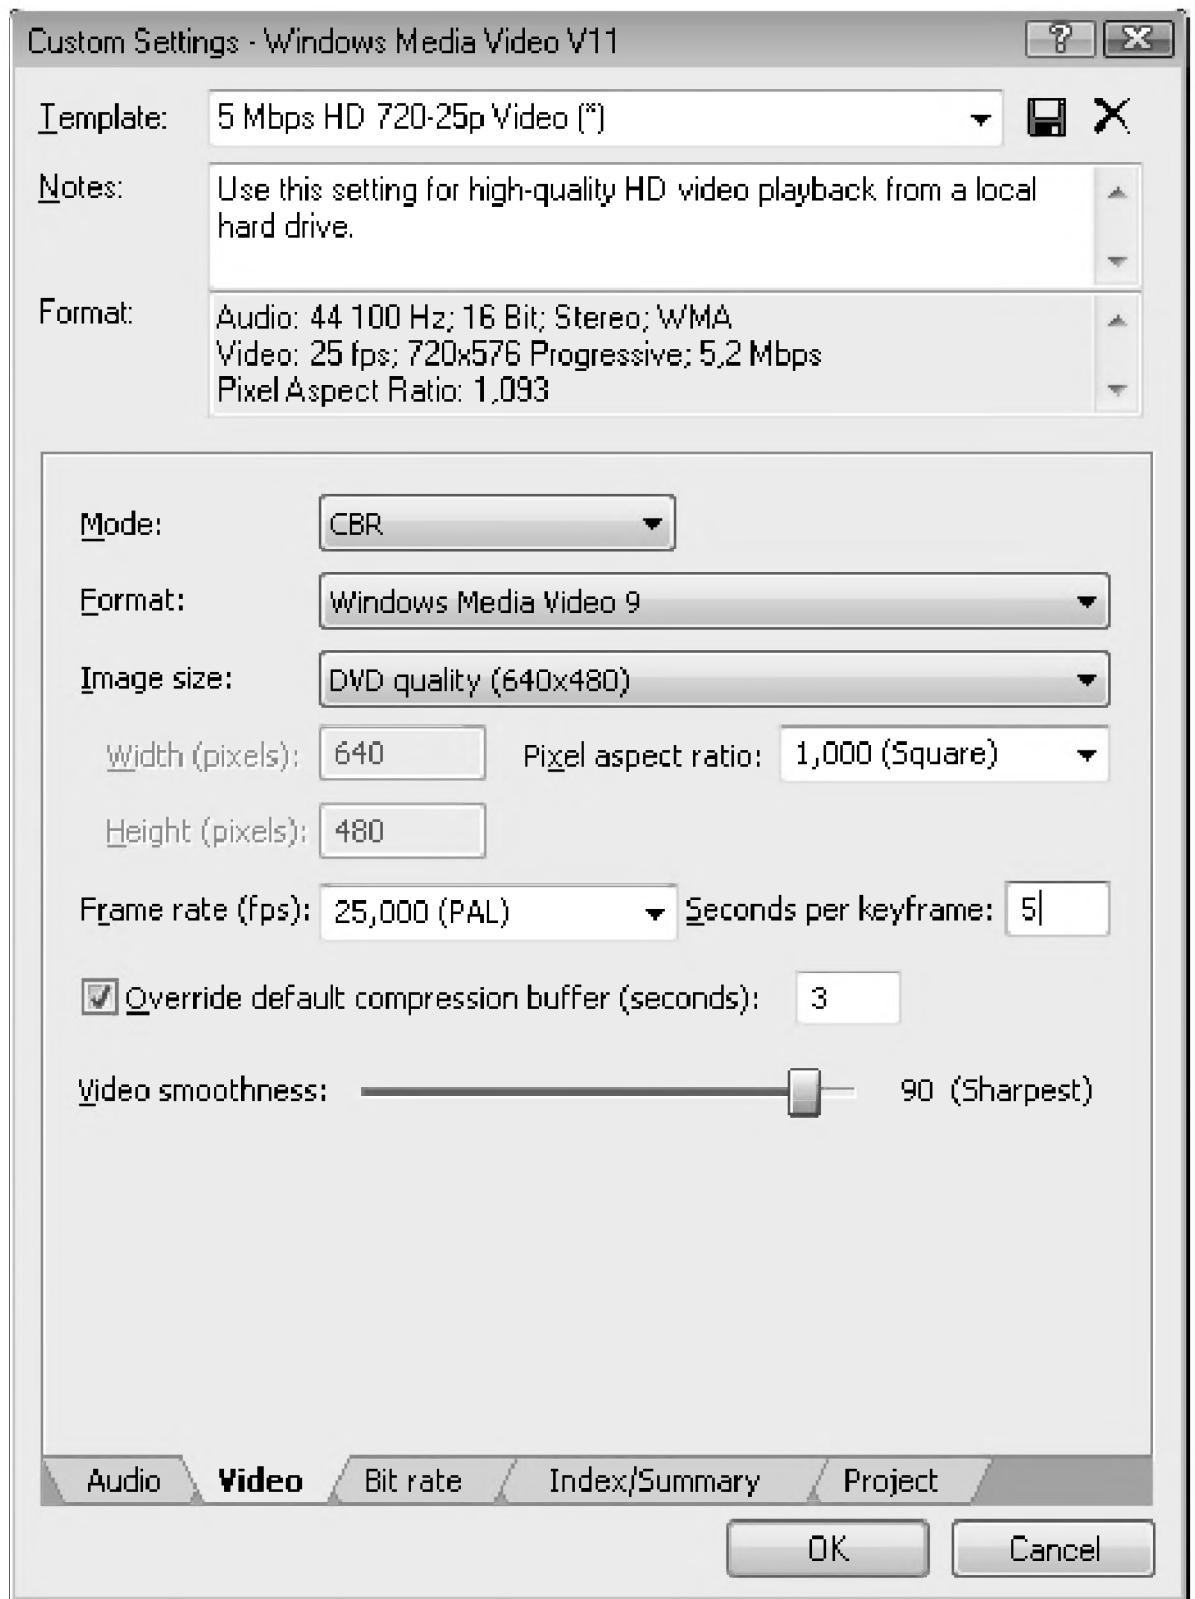 Custom Settings - Windows Media Video V11
Template: 5 Mbps HD 720-25p Video (*)
Notes: Use this setting for high-quality HD video playback from a local
hard drive.
Format: Audio: 44 100 Hz; 16 Bit; Stereo; WMA
Video: 25 fps; 720x576 Progressive; 5,2 Mbps
Pixel Aspect Ratio: 1,093
Mode: CBR
Format: Windows Media Video 9
Image size: DVD quality (640x480)
Width (pixels): 640 Pixel aspect ratio: 1,000 (Square)
Height (pixels): 480
Frame rate (fps): 25,000 (PAL) Seconds per keyframe: 5
Override default compression buffer (seconds): 3
Video smoothness: 90 (Sharpest)
Audio Video Bit rate Index/Summary Project
OK Cancel